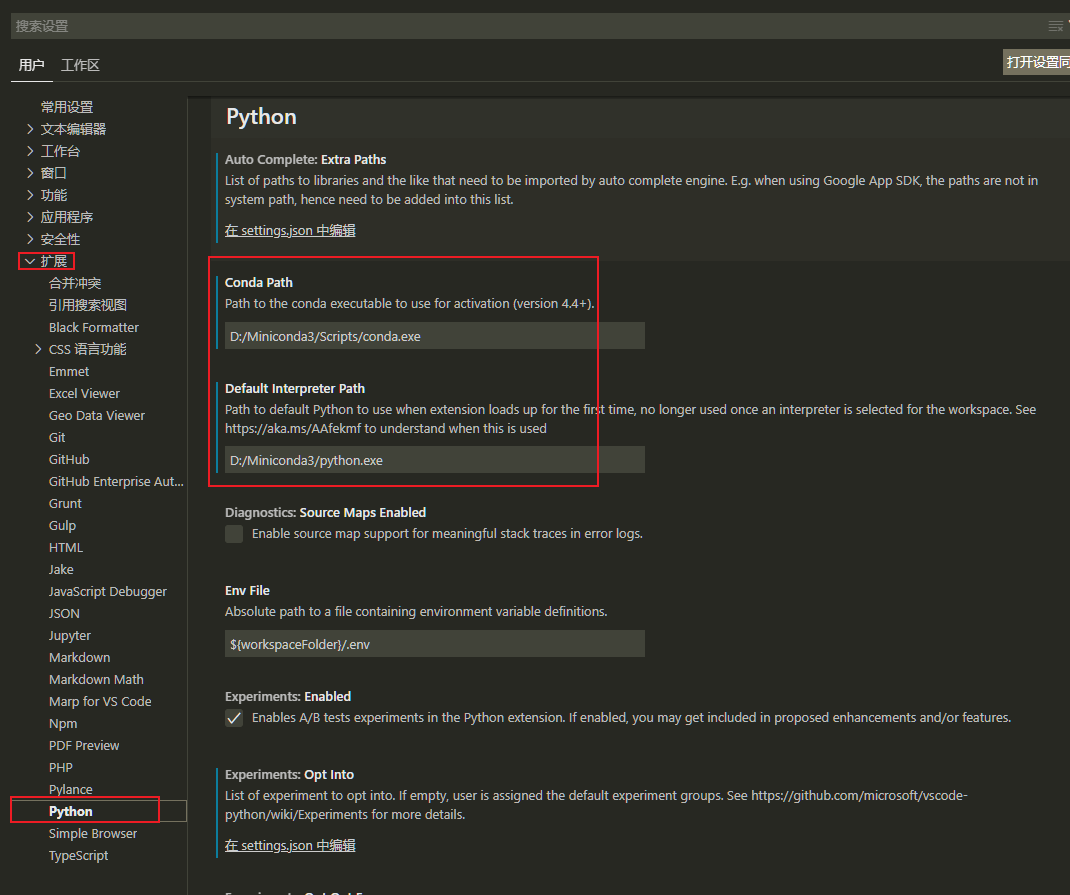 搜索设置
用户 工作区
打开设置同
常用设置
文本编辑器
工作台
窗口
功能
应用程序
安全性
扩展
合并冲突
引用搜索视图
Black Formatter
CSS 语言功能
Emmet
Excel Viewer
Geo Data Viewer
Git
GitHub
GitHub Enterprise Aut...
Grunt
Gulp
HTML
Jake
JavaScript Debugger
JSON
Jupyter
Markdown
Markdown Math
Marp for VS Code
Npm
PDF Preview
PHP
Pylance
Python
Simple Browser
TypeScript
Python
Auto Complete: Extra Paths
List of paths to libraries and the like that need to be imported by auto complete engine. E.g. when using Google App SDK, the paths are not in
system path, hence need to be added into this list.
在 settings.json 中编辑
Conda Path
Path to the conda executable to use for activation (version 4.4+).
D:/Miniconda3/Scripts/conda.exe
Default Interpreter Path
Path to default Python to use when extension loads up for the first time, no longer used once an interpreter is selected for the workspace. See
https://aka.ms/AAfekmf to understand when this is used
D:/Miniconda3/python.exe
Diagnostics: Source Maps Enabled
Enable source map support for meaningful stack traces in error logs.
Env File
Absolute path to a file containing environment variable definitions.
${workspaceFolder}/.env
Experiments: Enabled
Enables A/B tests experiments in the Python extension. If enabled, you may get included in proposed enhancements and/or features.
Experiments: Opt Into
List of experiment to opt into. If empty, user is assigned the default experiment groups. See https://github.com/microsoft/vscode-
python/wiki/Experiments for more details.
在 settings.json 中编辑